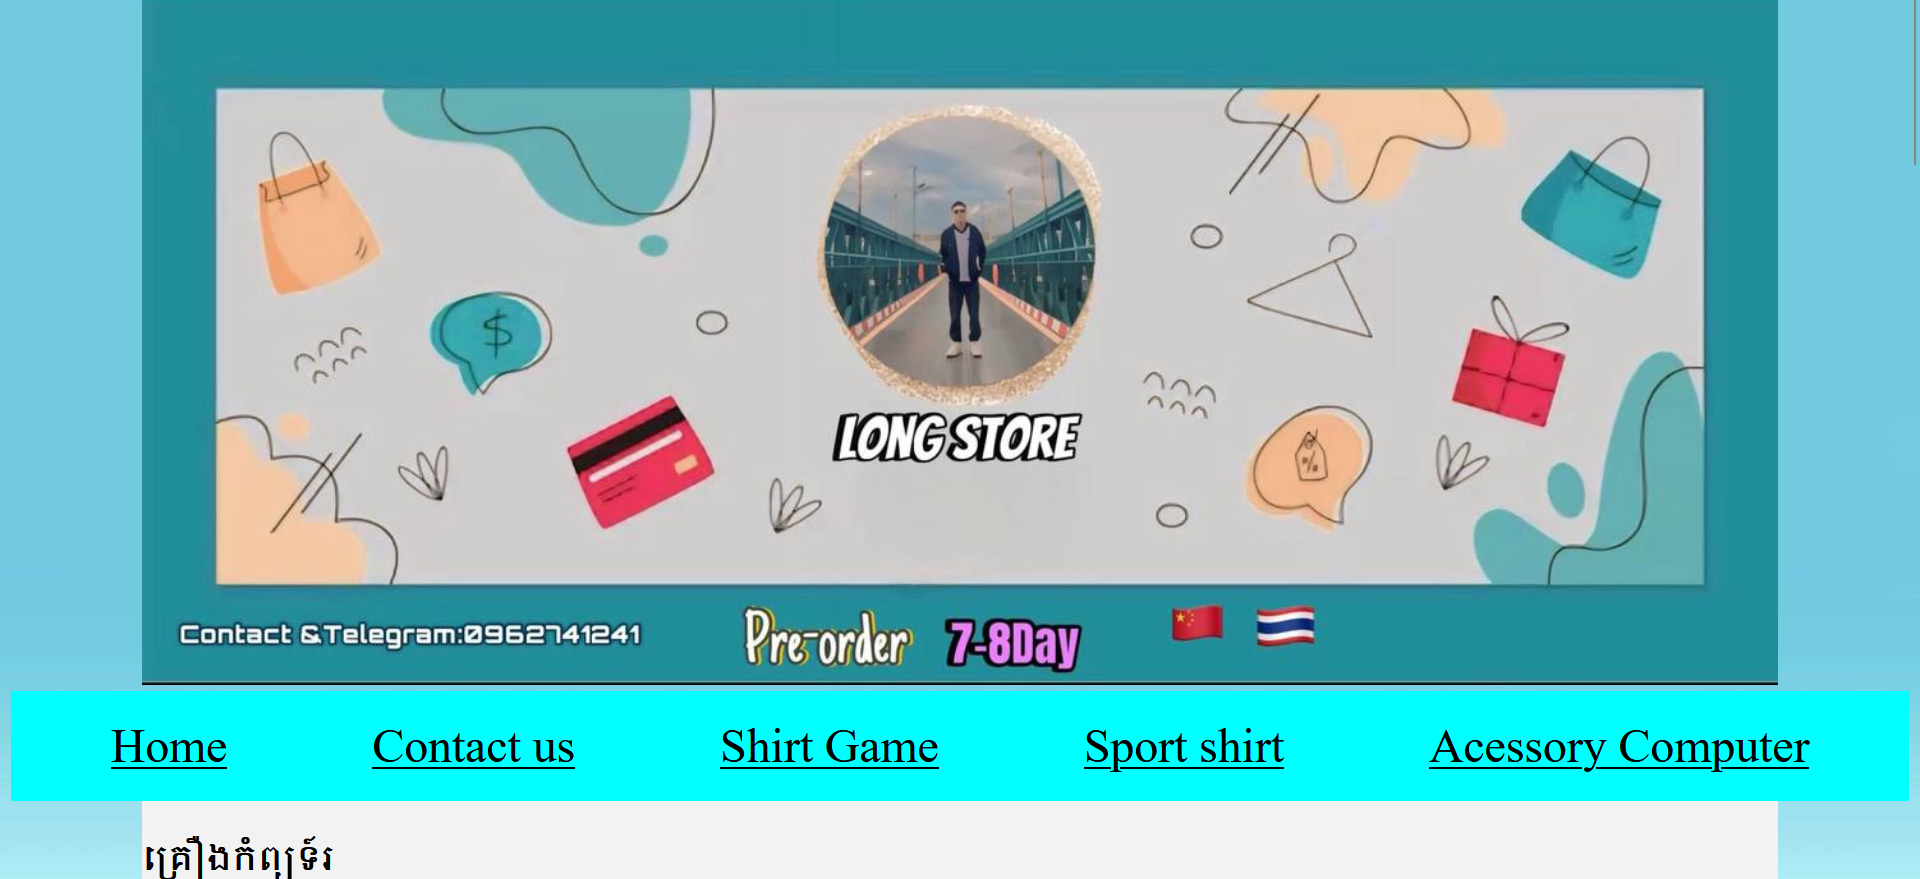 LONG STORE
Contact &Telegram:0962741241
Pre-order 7-8Day
Home Contact us Shirt Game Sport shirt Acessory Computer
គ្រឿងកំព្យូទ័រ